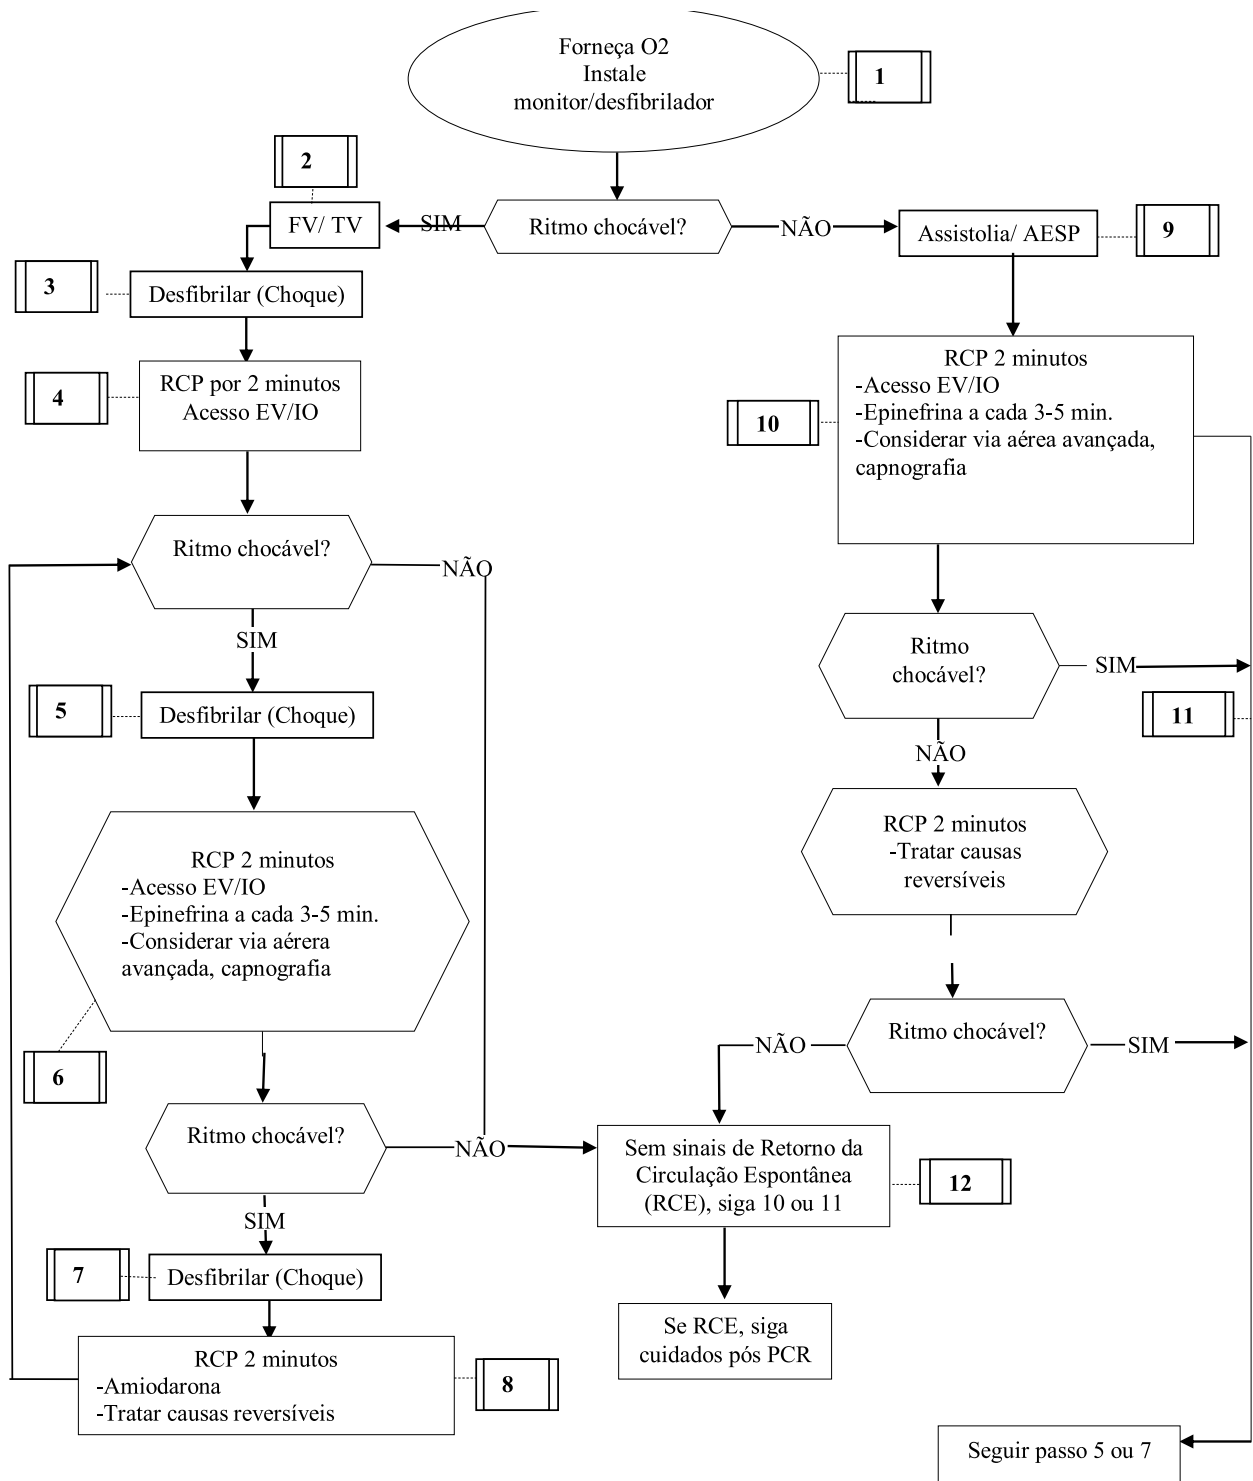 Forneça O2
Instale
monitor/desfibrilador
1
2
FV/ TV
SIM
Ritmo chocável?
NÃO
Assistolia/ AESP
9
3
Desfibrilar (Choque)
4
RCP por 2 minutos
Acesso EV/IO
10
RCP 2 minutos
-Acesso EV/IO
-Epinefrina a cada 3-5 min.
-Considerar via aérea avançada,
capnografia
Ritmo chocável?
NÃO
SIM
Ritmo
chocável?
SIM
11
NÃO
5
Desfibrilar (Choque)
RCP 2 minutos
-Tratar causas
reversíveis
RCP 2 minutos
-Acesso EV/IO
-Epinefrina a cada 3-5 min.
-Considerar via aérera
avançada, capnografia
6
Ritmo chocável?
NÃO
SIM
Ritmo chocável?
NÃO
SIM
Sem sinais de Retorno da
Circulação Espontânea
(RCE), siga 10 ou 11
12
7
Desfibrilar (Choque)
Se RCE, siga
cuidados pós PCR
RCP 2 minutos
-Amiodarona
-Tratar causas reversíveis
8
Seguir passo 5 ou 7